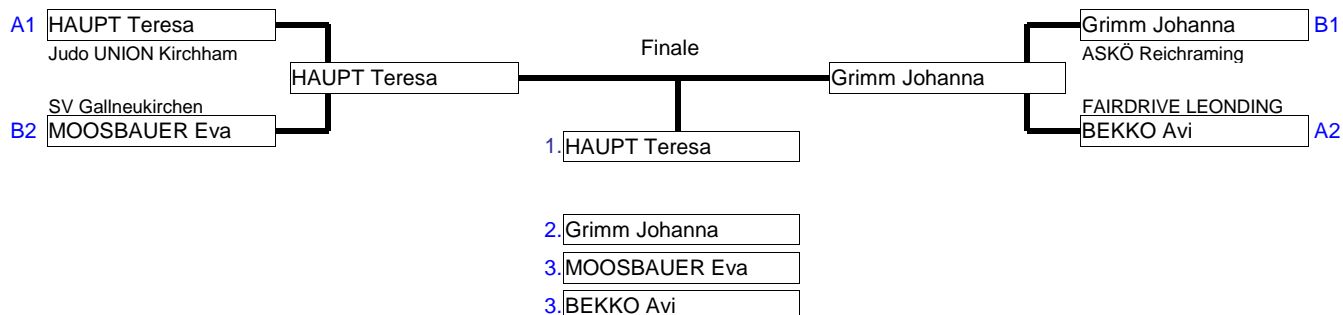 A1 HAUPT Teresa Grimm Johanna B1
Judo UNION Kirchham Finale ASKÖ Reichraming
HAUPT Teresa Grimm Johanna
SV Gallneukirchen FAIRDRIVE LEONDING
B2 MOOSBAUER Eva BEKKO Avi A2
1. HAUPT Teresa
2. Grimm Johanna
3. MOOSBAUER Eva
3. BEKKO Avi